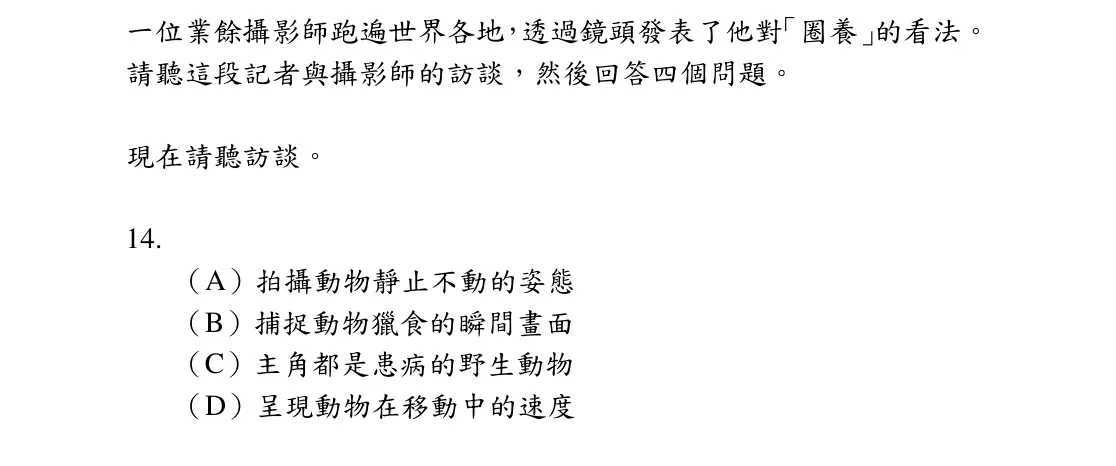 一位業餘攝影師跑遍世界各地，透過鏡頭發表了他對「圈養」的看法。
請聽這段記者與攝影師的訪談，然後回答四個問題。
現在請聽訪談。
14.
（A）拍攝動物靜止不動的姿態
（B）捕捉動物獵食的瞬間畫面
（C）主角都是患病的野生動物
（D）呈現動物在移動中的速度